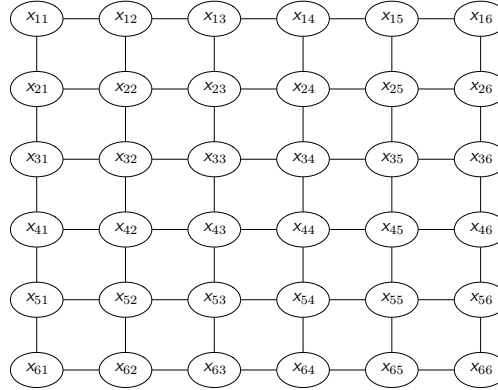 x11 x12 x13 x14 x15 x16
x21 x22 x23 x24 x25 x26
x31 x32 x33 x34 x35 x36
x41 x42 x43 x44 x45 x46
x51 x52 x53 x54 x55 x56
x61 x62 x63 x64 x65 x66